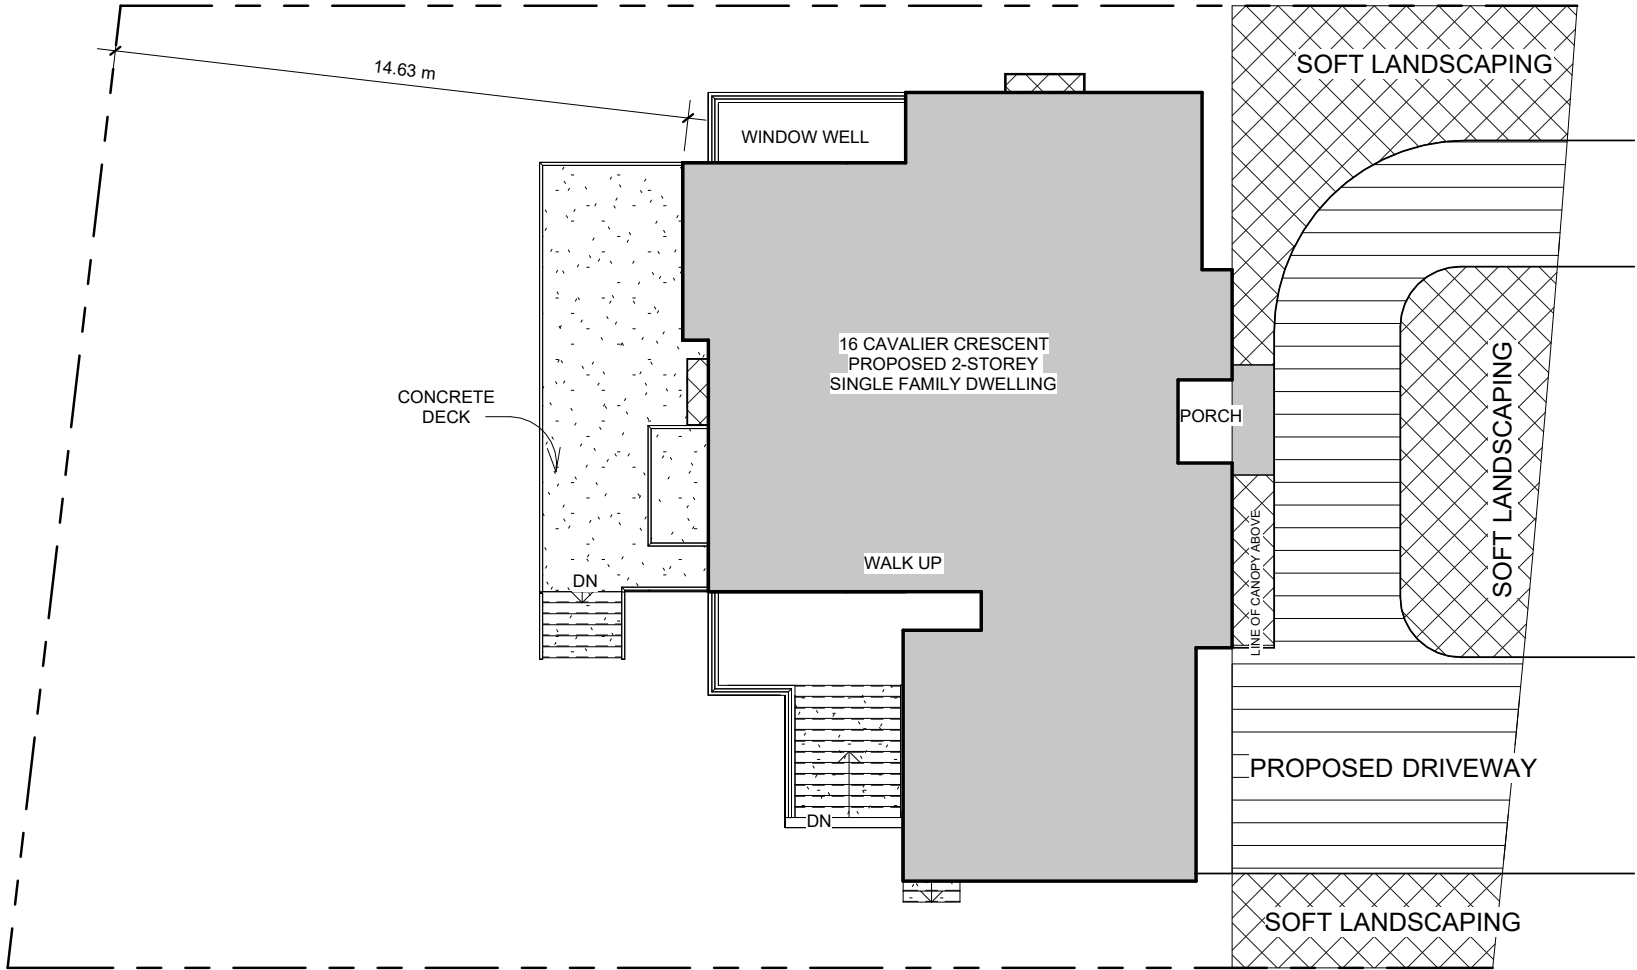 SOFT LANDSCAPING
14.63 m
WINDOW WELL
16 CAVALIER CRESCENT
PROPOSED 2-STOREY
SINGLE FAMILY DWELLING
CONCRETE
DECK
PORCH
SOFT LANDSCAPING
LINE OF CANOPY ABOVE
WALK UP
DN
PROPOSED DRIVEWAY
DN
SOFT LANDSCAPING